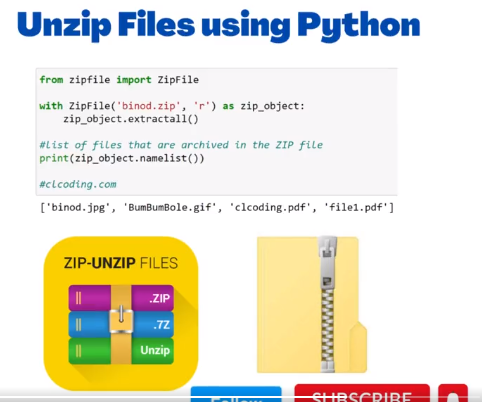 Unzip Files using Python
from zipfile import ZipFile
with ZipFile('binod.zip', 'r') as zip_object:
    zip_object.extractall()
#list of files that are archived in the ZIP file
print(zip_object.namelist())
#clcoding.com
['binod.jpg', 'BumBumBole.gif', 'clcoding.pdf', 'file1.pdf']
ZIP-UNZIP FILES
.ZIP
.7Z
Unzip
Follow
SUBSCRIBE